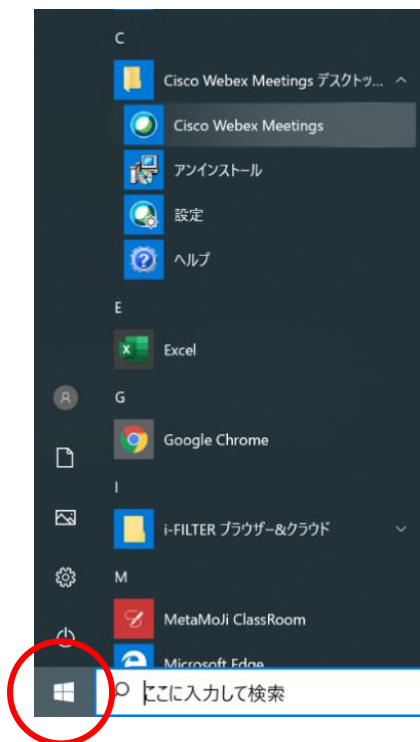 C
Cisco Webex Meetings デスクトッ...
Cisco Webex Meetings
アンインストール
設定
ヘルプ
E
Excel
G
Google Chrome
I
i-FILTER ブラウザー&クラウド
M
MetaMoJi ClassRoom
Microsoft Edge
ここに入力して検索